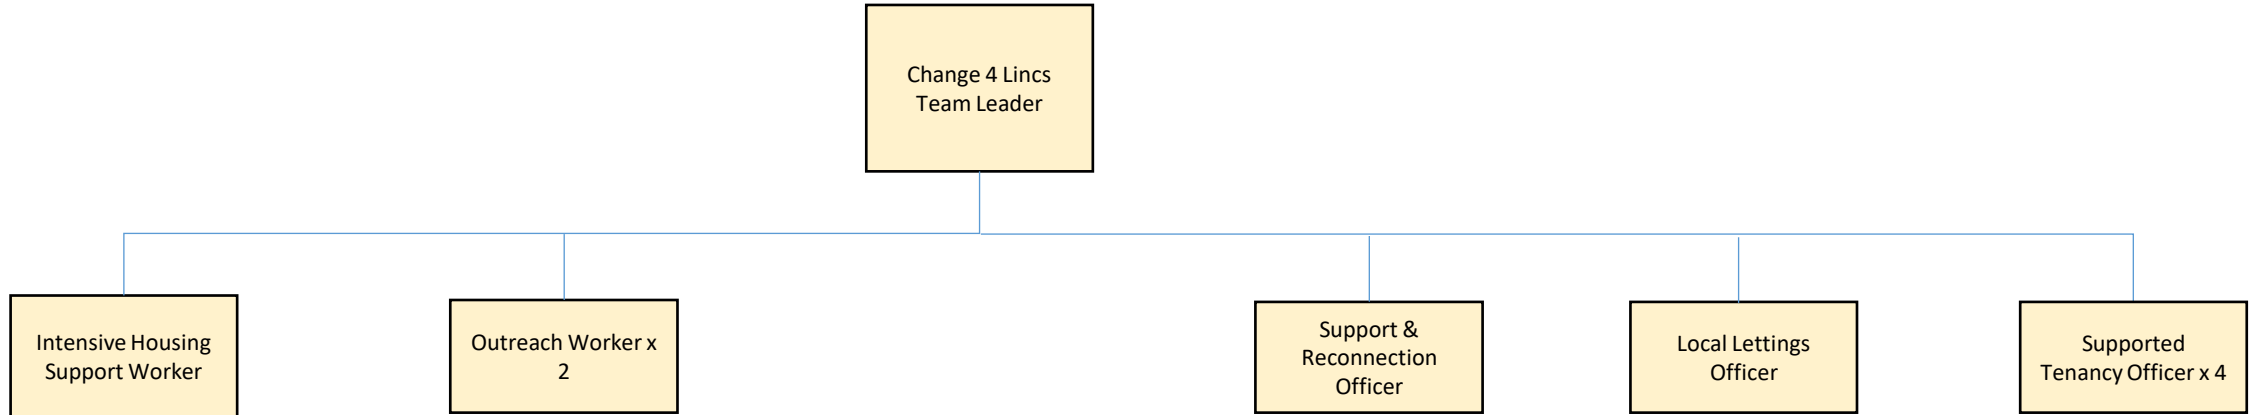 Change 4 Lincs
Team Leader
Intensive Housing
Support Worker
Outreach Worker x
2
Support &
Reconnection
Officer
Local Lettings
Officer
Supported
Tenancy Officer x 4